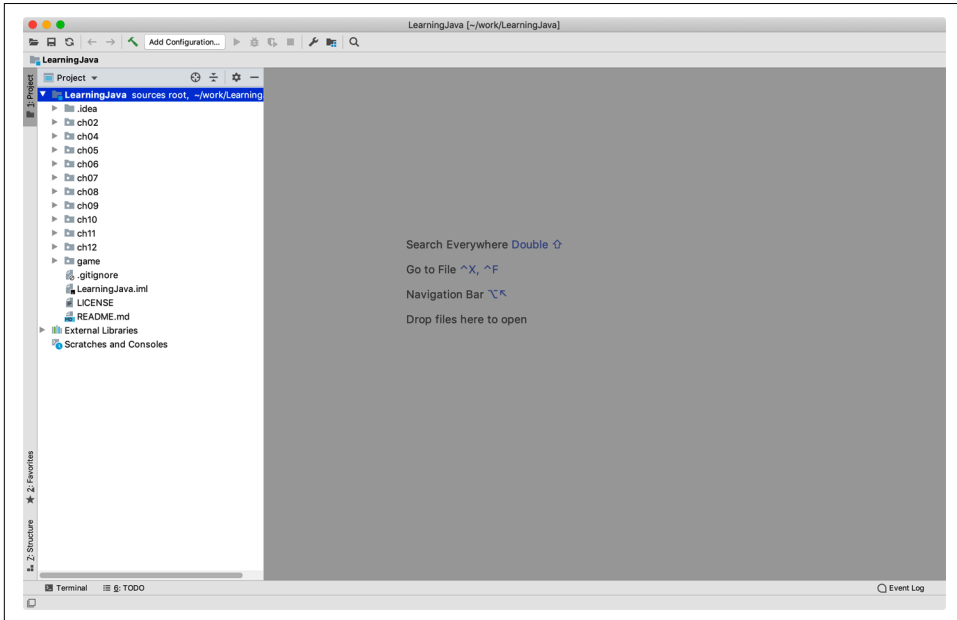 LearningJava [~/work/LearningJava]
Add Configuration...
LearningJava
1: Project
Project
LearningJava sources root, ~/work/Learning
.idea
ch02
ch04
ch05
ch06
ch07
ch08
ch09
ch10
ch11
ch12
game
.gitignore
LearningJava.iml
LICENSE
README.md
External Libraries
Scratches and Consoles
Search Everywhere Double ⇧
Go to File ^X, ^F
Navigation Bar ⌥↖
Drop files here to open
2: Favorites
7: Structure
Terminal
6: TODO
Event Log